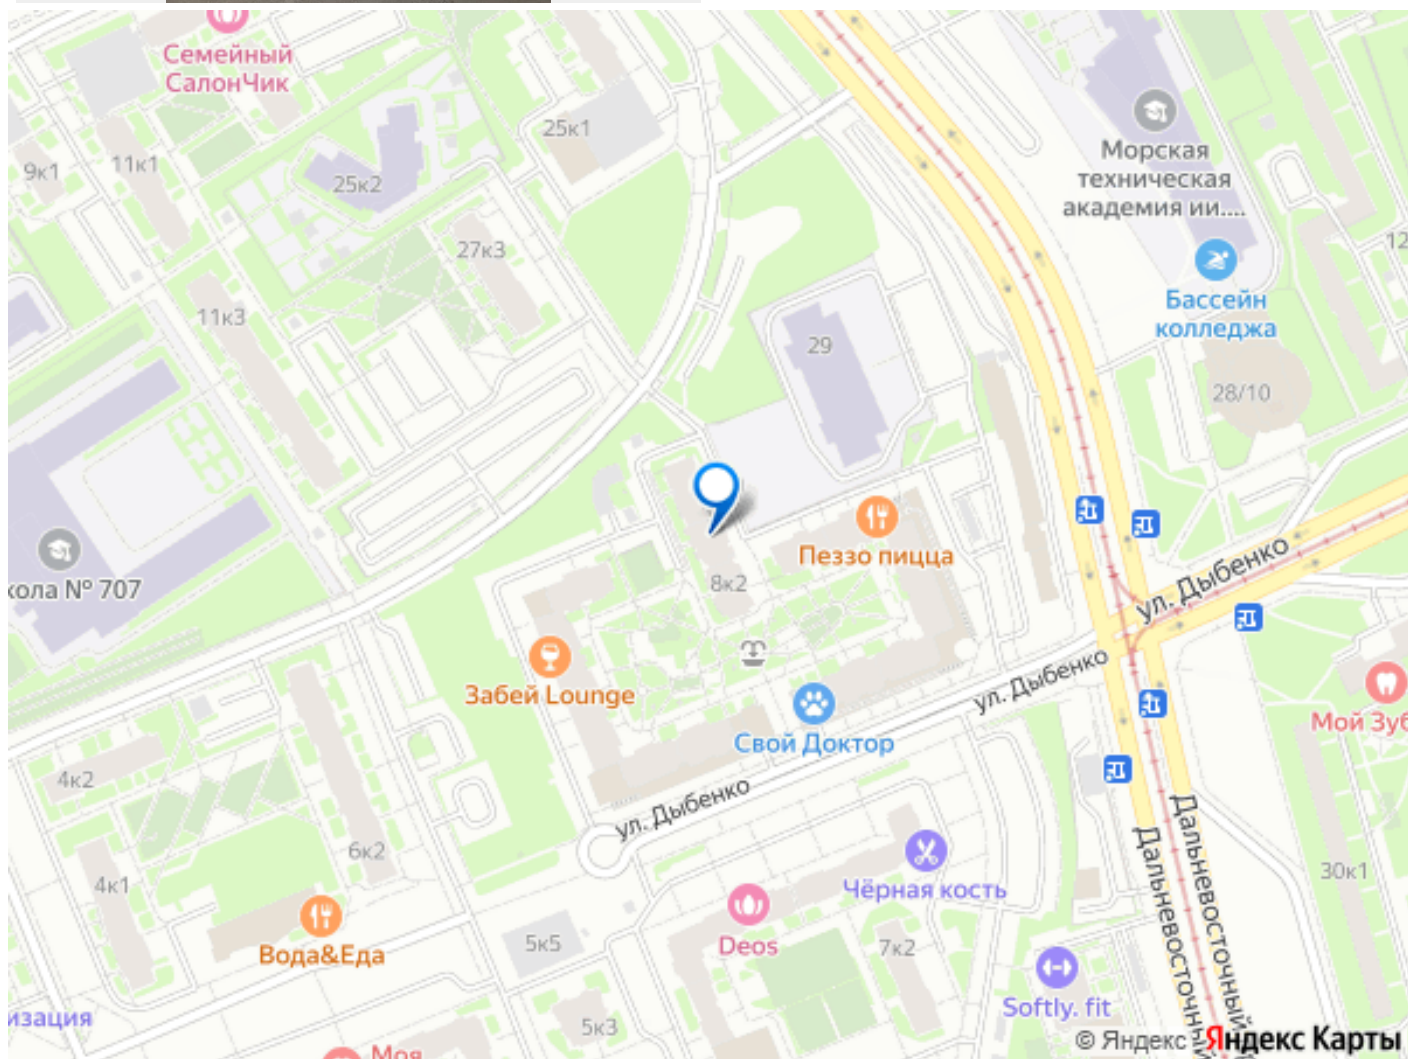 Семейный
СалонЧик
25к1
9к1
11к1
25к2
Морская
техническая
академия ии....
27к3
12
Бассейн
колледжа
11к3
29
28/10
Пеззо пицца
кола № 707
8к2
ул. Дыбенко
Забей Lounge
ул. Дыбенко
Мой Зуб
Свой Доктор
4к2
ул. Дыбенко
6к2
Чёрная кость
Дальневосточный
Дальневосточный
30к1
4к1
Вода&Еда
5к5
Deos
7к2
Softly. fit
изация
5к3
Моя
© Яндекс Яндекс Карты